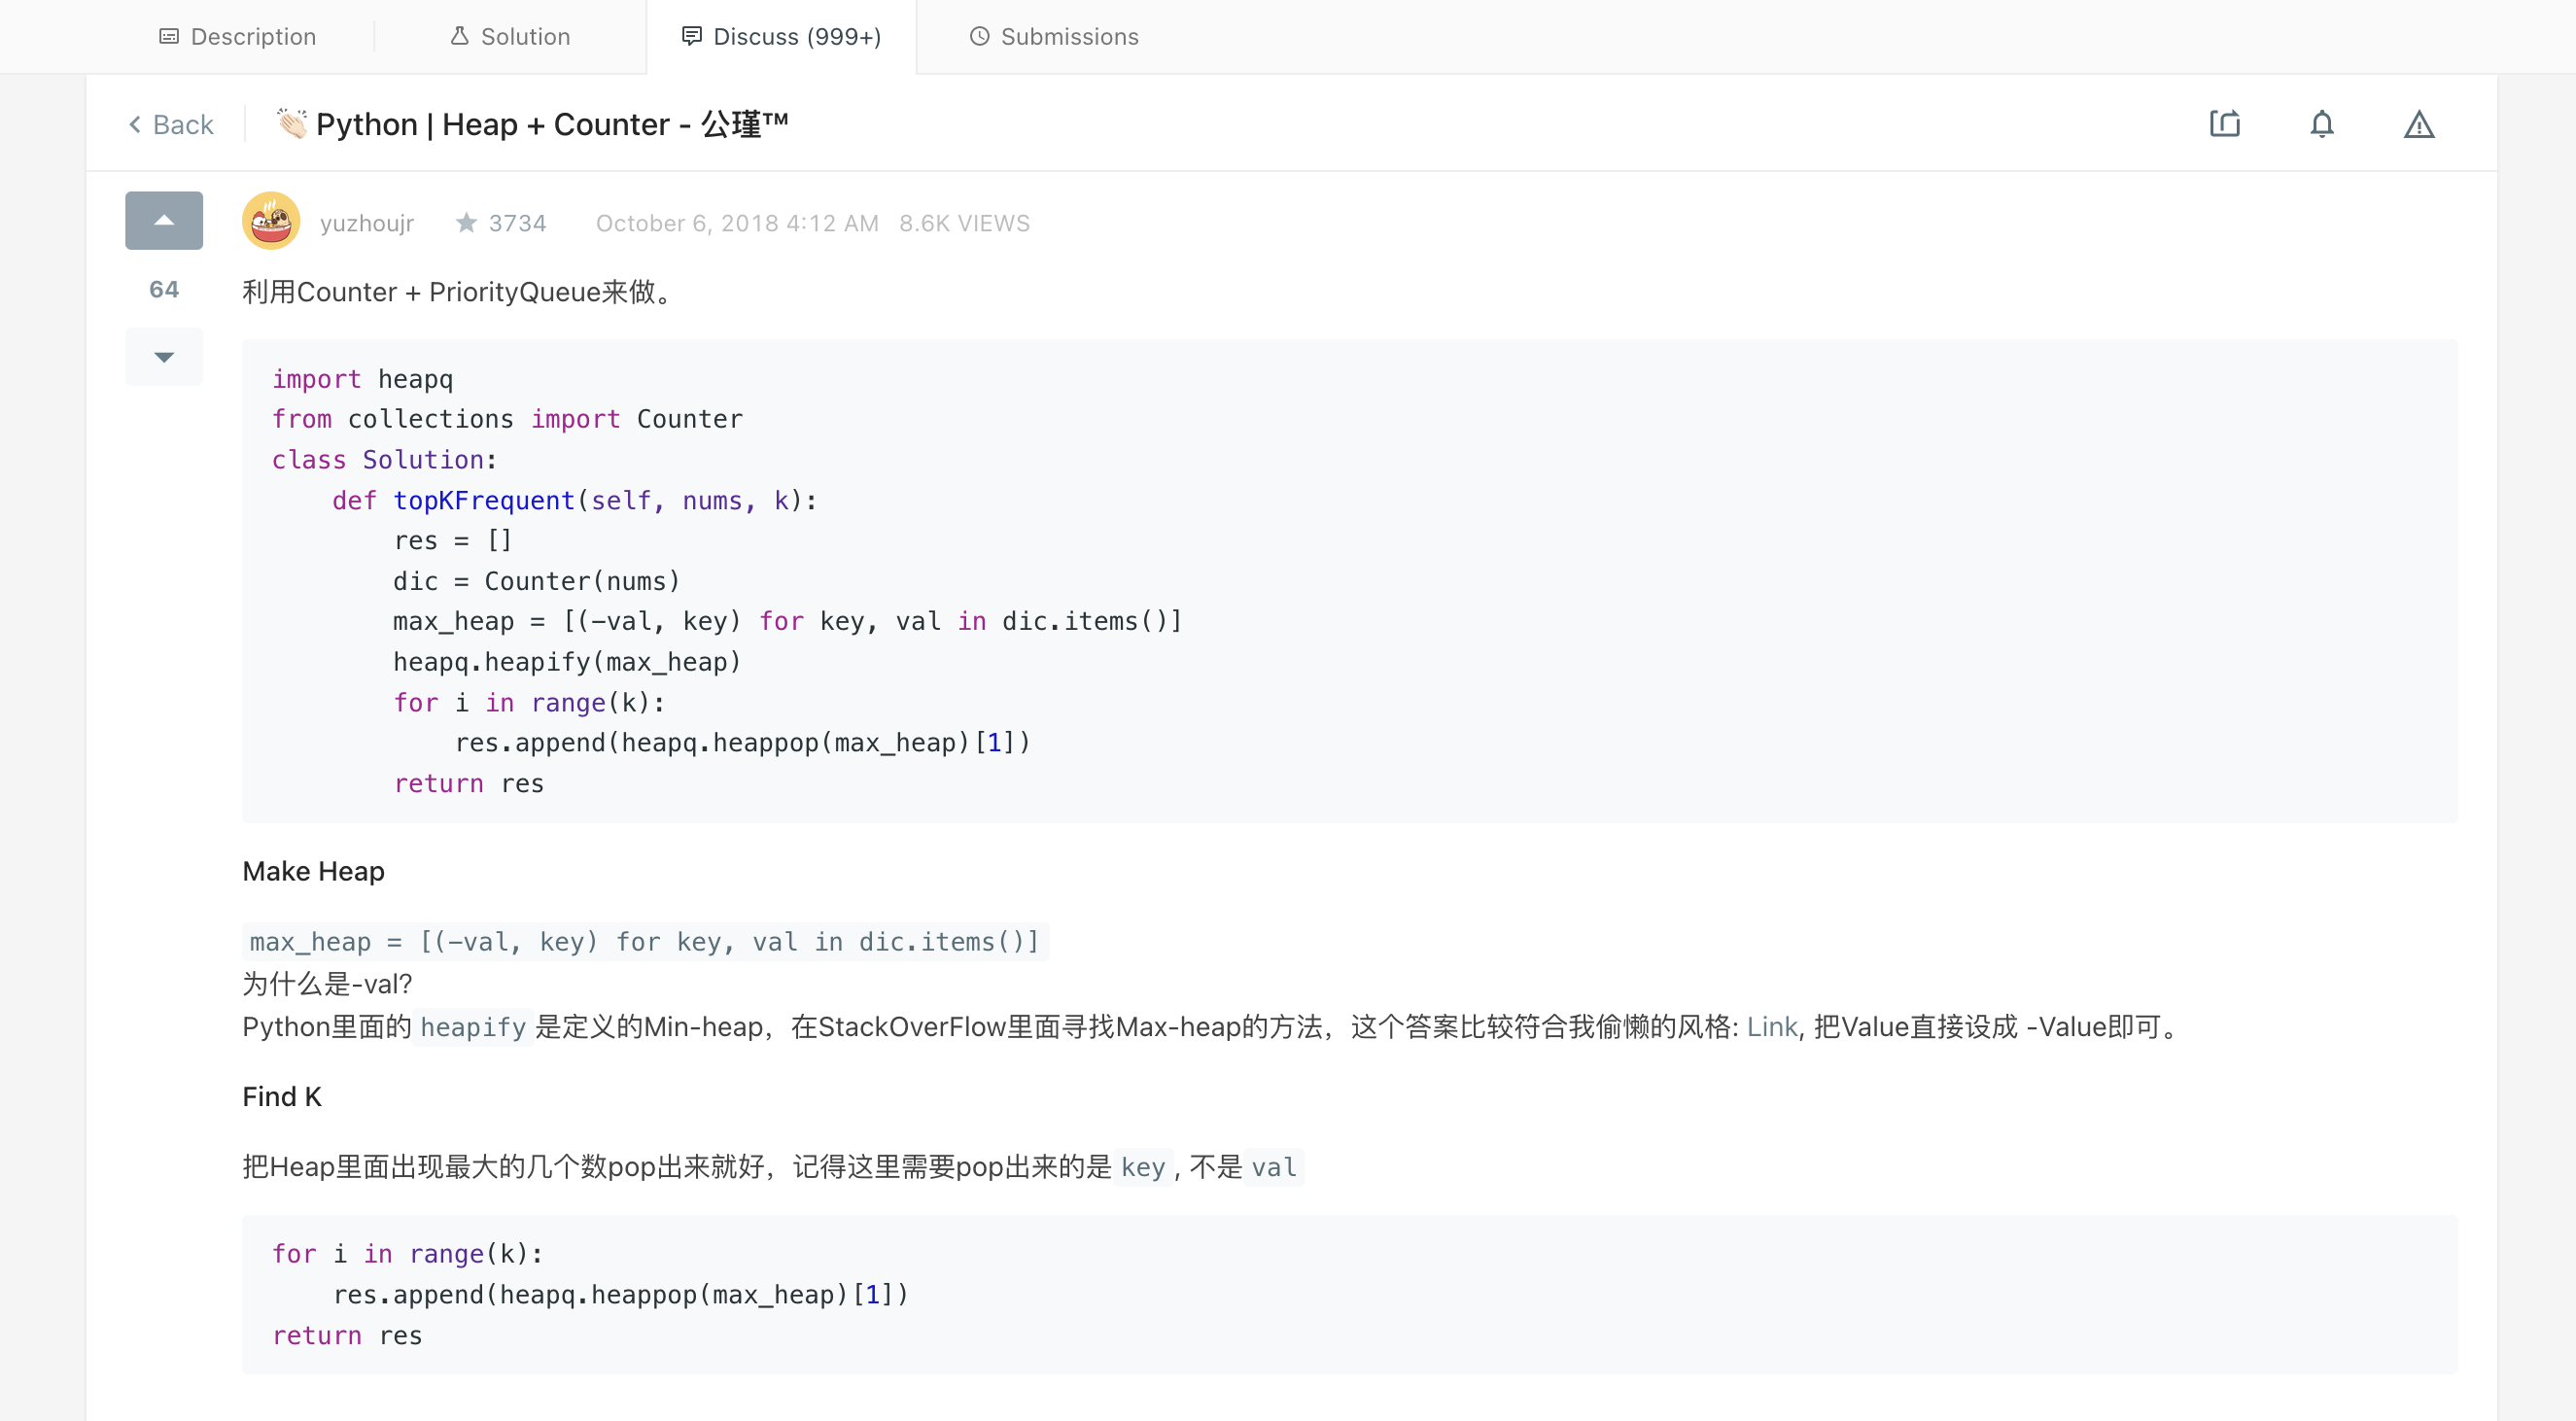 Description
Solution
Discuss (999+)
Submissions
Back
👏🏻 Python | Heap + Counter - 公瑾™
yuzhoujr 3734 October 6, 2018 4:12 AM 8.6K VIEWS
64
利用Counter + PriorityQueue来做。
import heapq
from collections import Counter
class Solution:
    def topKFrequent(self, nums, k):
        res = []
        dic = Counter(nums)
        max_heap = [(-val, key) for key, val in dic.items()]
        heapq.heapify(max_heap)
        for i in range(k):
            res.append(heapq.heappop(max_heap)[1])
        return res
Make Heap
max_heap = [(-val, key) for key, val in dic.items()]
为什么是-val?
Python里面的 heapify 是定义的Min-heap，在StackOverFlow里面寻找Max-heap的方法，这个答案比较符合我偷懒的风格: Link, 把Value直接设成 -Value即可。
Find K
把Heap里面出现最大的几个数pop出来就好，记得这里需要pop出来的是 key , 不是 val
for i in range(k):
    res.append(heapq.heappop(max_heap)[1])
return res